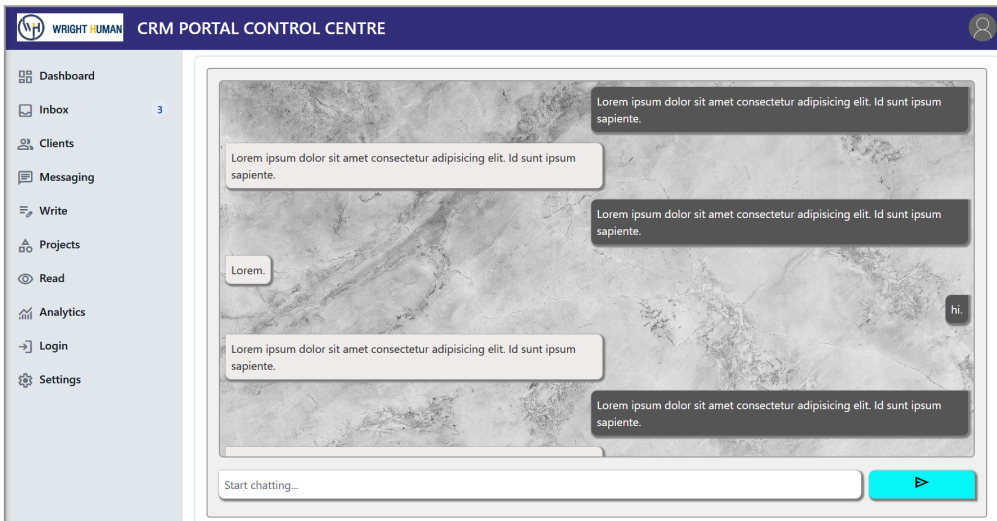 WRIGHT HUMAN
CRM PORTAL CONTROL CENTRE
Dashboard
Inbox 3
Clients
Messaging
Write
Projects
Read
Analytics
Login
Settings
Lorem ipsum dolor sit amet consectetur adipisicing elit. Id sunt ipsum
sapiente.
Lorem ipsum dolor sit amet consectetur adipisicing elit. Id sunt ipsum
sapiente.
Lorem ipsum dolor sit amet consectetur adipisicing elit. Id sunt ipsum
sapiente.
Lorem.
hi.
Lorem ipsum dolor sit amet consectetur adipisicing elit. Id sunt ipsum
sapiente.
Lorem ipsum dolor sit amet consectetur adipisicing elit. Id sunt ipsum
sapiente.
Start chatting...